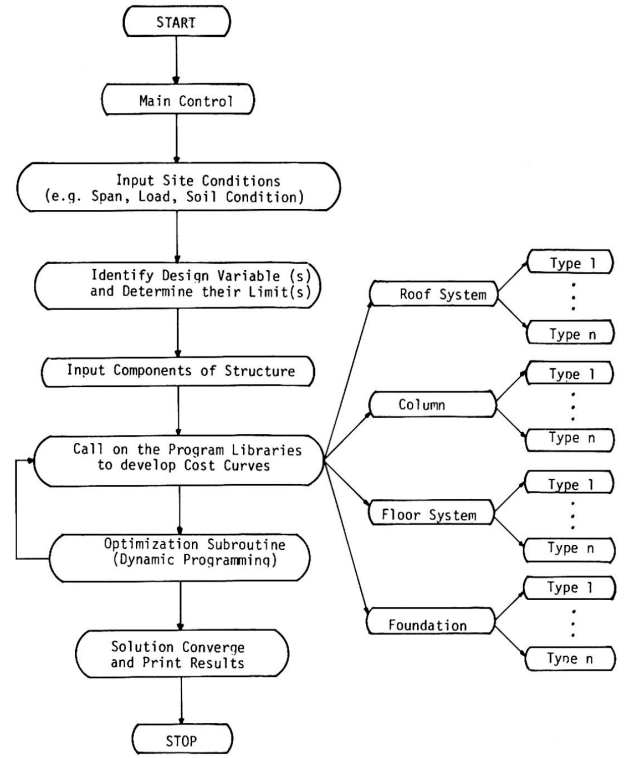 START
Main Control
Input Site Conditions
(e.g. Span, Load, Soil Condition)
Identify Design Variable (s)
and Determine their Limit(s)
Input Components of Structure
Call on the Program Libraries
to develop Cost Curves
Optimization Subroutine
(Dynamic Programming)
Solution Converge
and Print Results
STOP
Roof System
Type 1
Type n
Column
Type 1
Type n
Floor System
Type 1
Type n
Foundation
Type 1
Type n